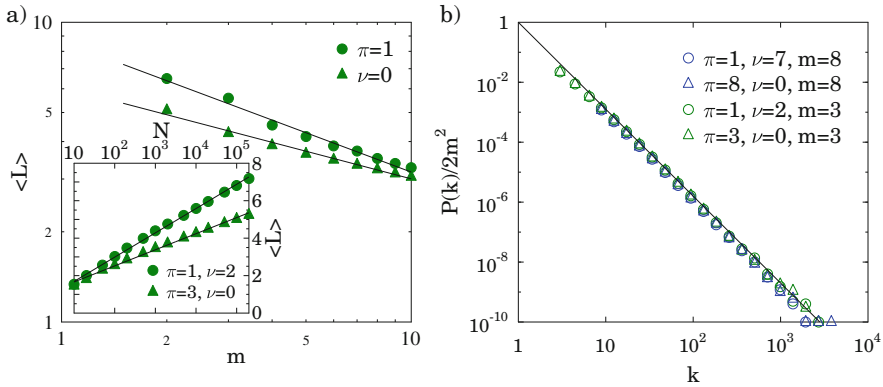 a)
10
5
2
1
<L>
1
2
5
10
m
π=1
ν=0
N
10
10²
10³
10⁴
10⁵
8
6
4
2
0
<L>
π=1, ν=2
π=3, ν=0
b)
1
10⁻²
10⁻⁴
10⁻⁶
10⁻⁸
10⁻¹⁰
P(k)/2m²
1
10
10²
10³
10⁴
k
π=1, ν=7, m=8
π=8, ν=0, m=8
π=1, ν=2, m=3
π=3, ν=0, m=3